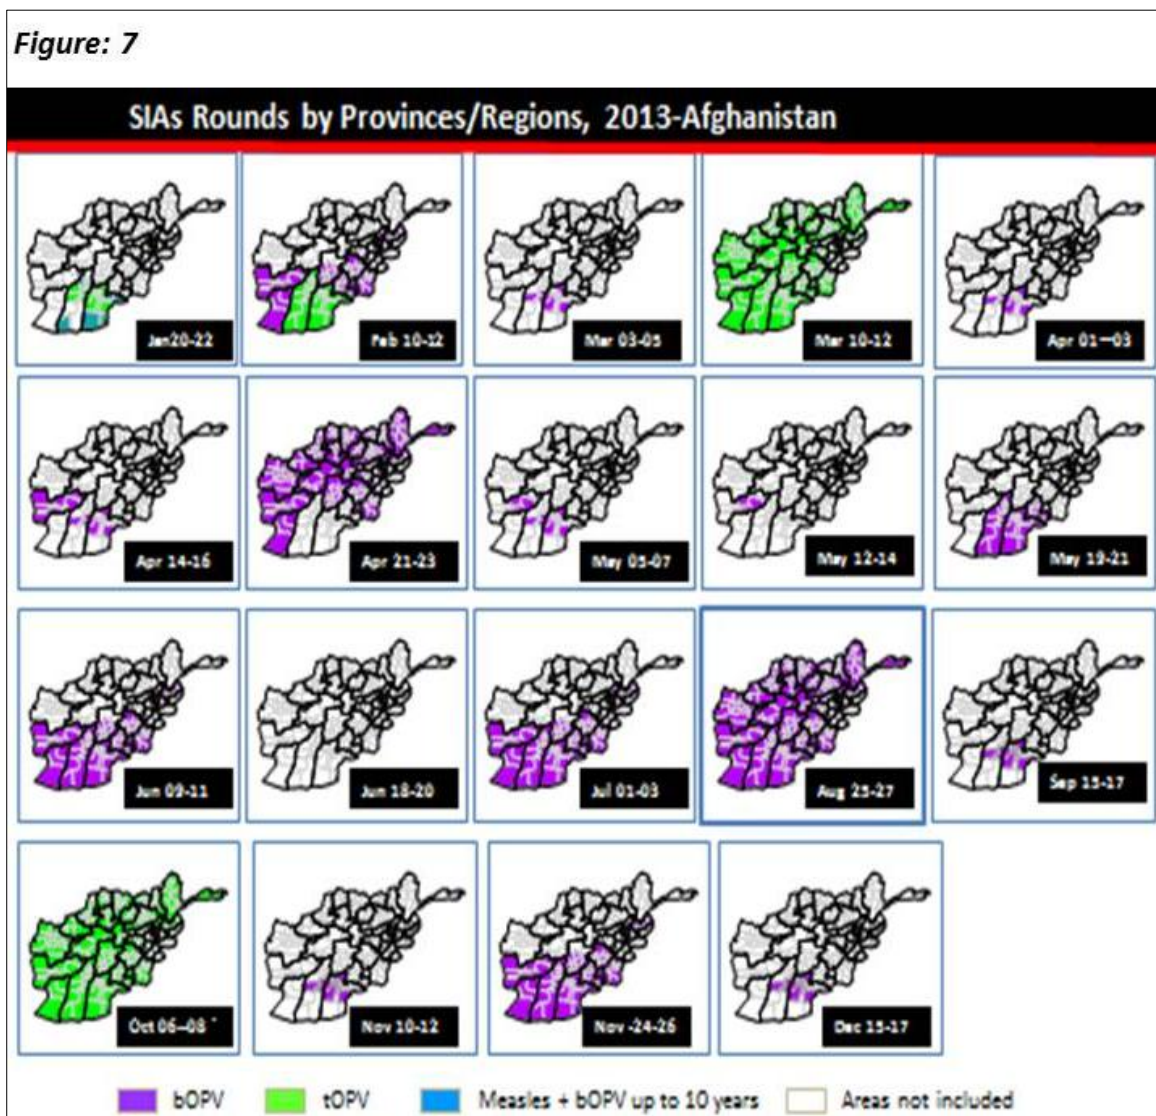 Figure: 7
SIAs Rounds by Provinces/Regions, 2013-Afghanistan
Jan20-22
Feb 10-12
Mar 03-05
Mar 10-12
Apr 01—03
Apr 14-16
Apr 21-23
May 05-07
May 12-14
May 19-21
Jun 09-11
Jun 18-20
Jul 01-03
Aug 25-27
Sep 15-17
Oct 06–08
Nov 10-12
Nov -24-26
Dec 15-17
bOPV tOPV Measles + bOPV up to 10 years Areas not included